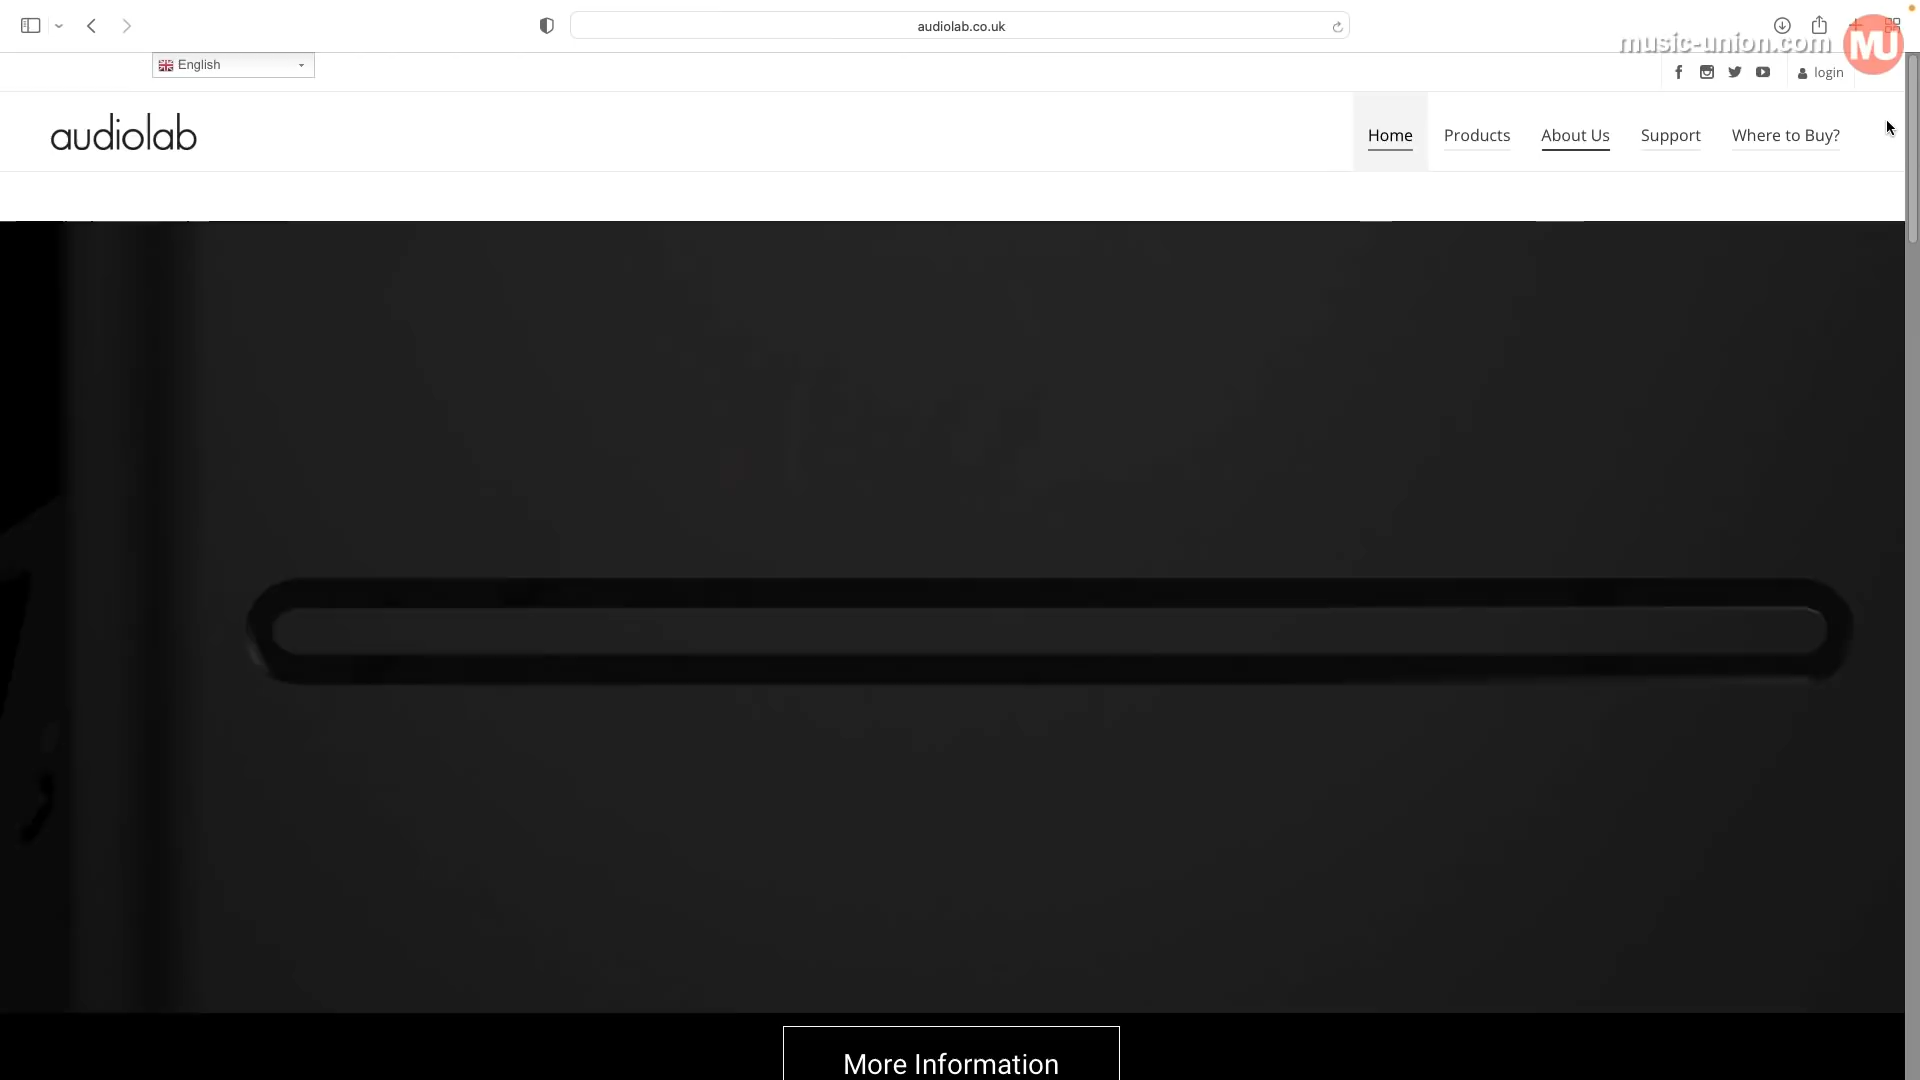 audiolab.co.uk
music-union.com MU
English
login
audiolab
Home Products About Us Support Where to Buy?
More Information